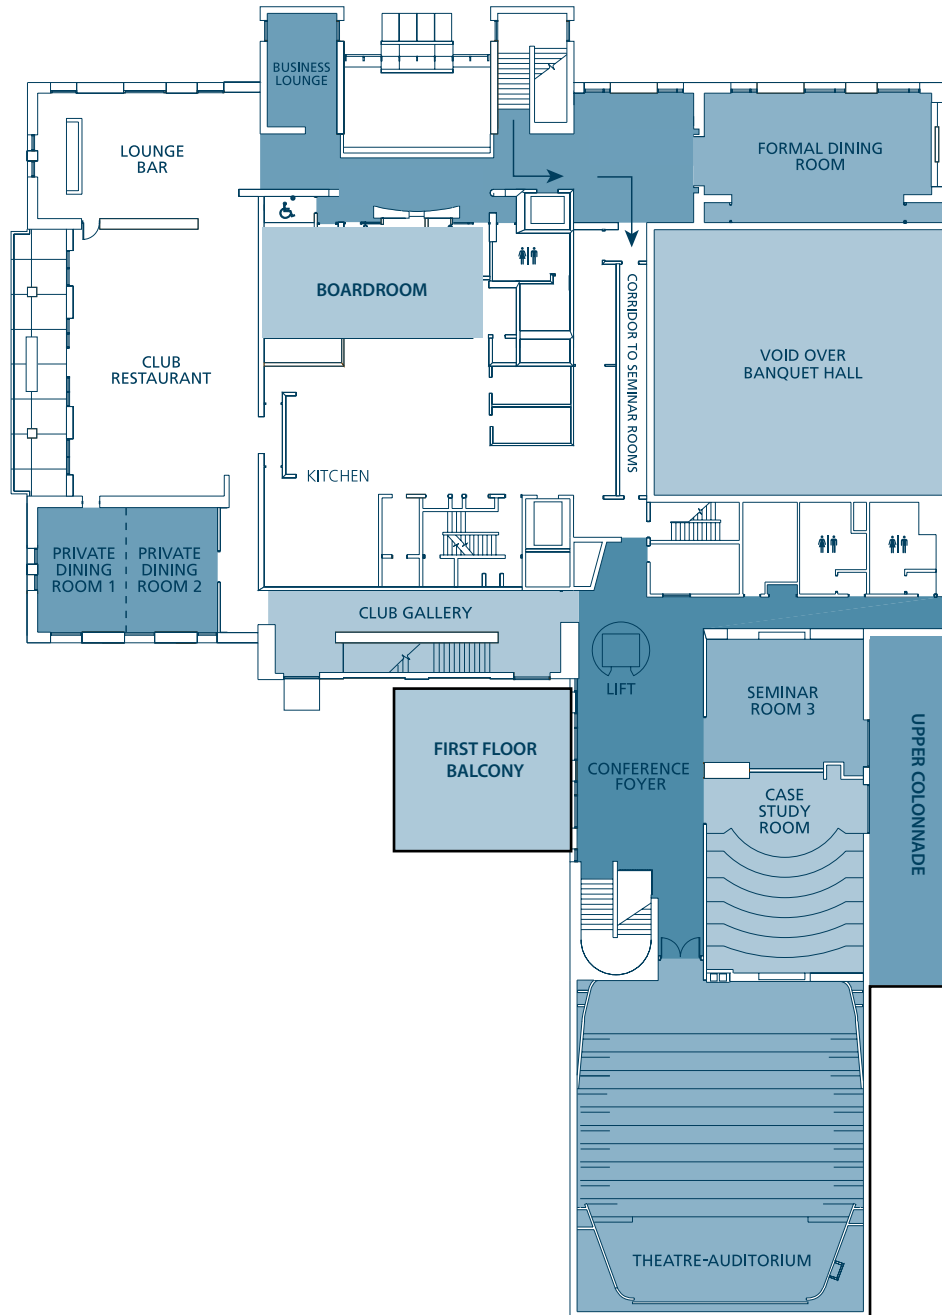 BUSINESS
LOUNGE
LOUNGE
BAR
FORMAL DINING
ROOM
BOARDROOM
CORRIDOR TO SEMINAR ROOMS
CLUB
RESTAURANT
VOID OVER
BANQUET HALL
KITCHEN
PRIVATE
DINING
ROOM 1
PRIVATE
DINING
ROOM 2
CLUB GALLERY
LIFT
SEMINAR
ROOM 3
UPPER COLONNADE
FIRST FLOOR
BALCONY
CONFERENCE
FOYER
CASE
STUDY
ROOM
THEATRE-AUDITORIUM